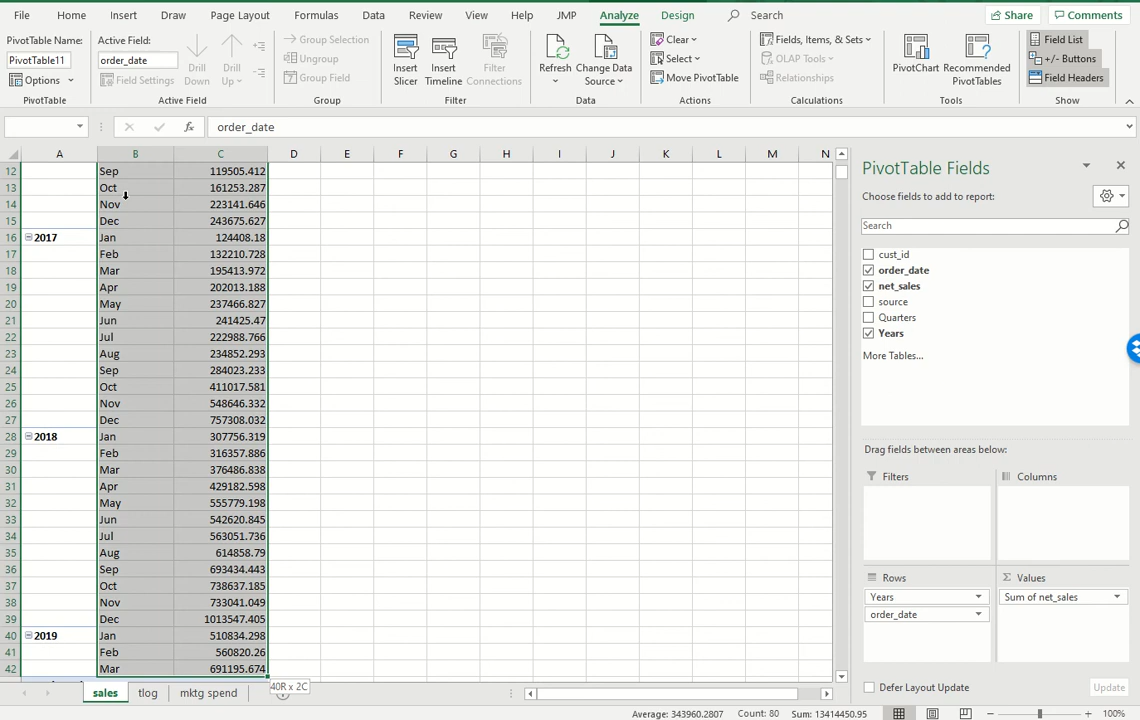 File Home Insert Draw Page Layout Formulas Data Review View Help JMP Analyze Design Search Share Comments
PivotTable Name: Active Field:
PivotTable11 order_date
Options Field Settings
Drill Down Drill Up
Group Selection
Ungroup
Group Field
Insert Slicer Insert Timeline Filter Connections
Refresh Change Data Source
Clear
Select
Move PivotTable
Fields, Items, & Sets
OLAP Tools
Relationships
PivotChart Recommended PivotTables
Field List
+/- Buttons
Field Headers
PivotTable Active Field Group Filter Data Actions Calculations Tools Show
fx order_date
A B C D E F G H I J K L M N
12 Sep 119505.412
13 Oct 161253.287
14 Nov 223141.646
15 Dec 243675.627
16 2017 Jan 124408.18
17 Feb 132210.728
18 Mar 195413.972
19 Apr 202013.188
20 May 237466.827
21 Jun 241425.47
22 Jul 222988.766
23 Aug 234852.293
24 Sep 284023.233
25 Oct 411017.581
26 Nov 548646.332
27 Dec 757308.032
28 2018 Jan 307756.319
29 Feb 316357.886
30 Mar 376486.838
31 Apr 429182.598
32 May 555779.198
33 Jun 542620.845
34 Jul 563051.736
35 Aug 614858.79
36 Sep 693434.443
37 Oct 738637.185
38 Nov 733041.049
39 Dec 1013547.405
40 2019 Jan 510834.298
41 Feb 560820.26
42 Mar 691195.674
40R x 2C
sales tlog mktg spend
Average: 343960.2807 Count: 80 Sum: 13414450.95 100%
PivotTable Fields
Choose fields to add to report:
Search
cust_id
order_date
net_sales
source
Quarters
Years
More Tables...
Drag fields between areas below:
Filters Columns
Rows Σ Values
Years Sum of net_sales
order_date
Defer Layout Update Update